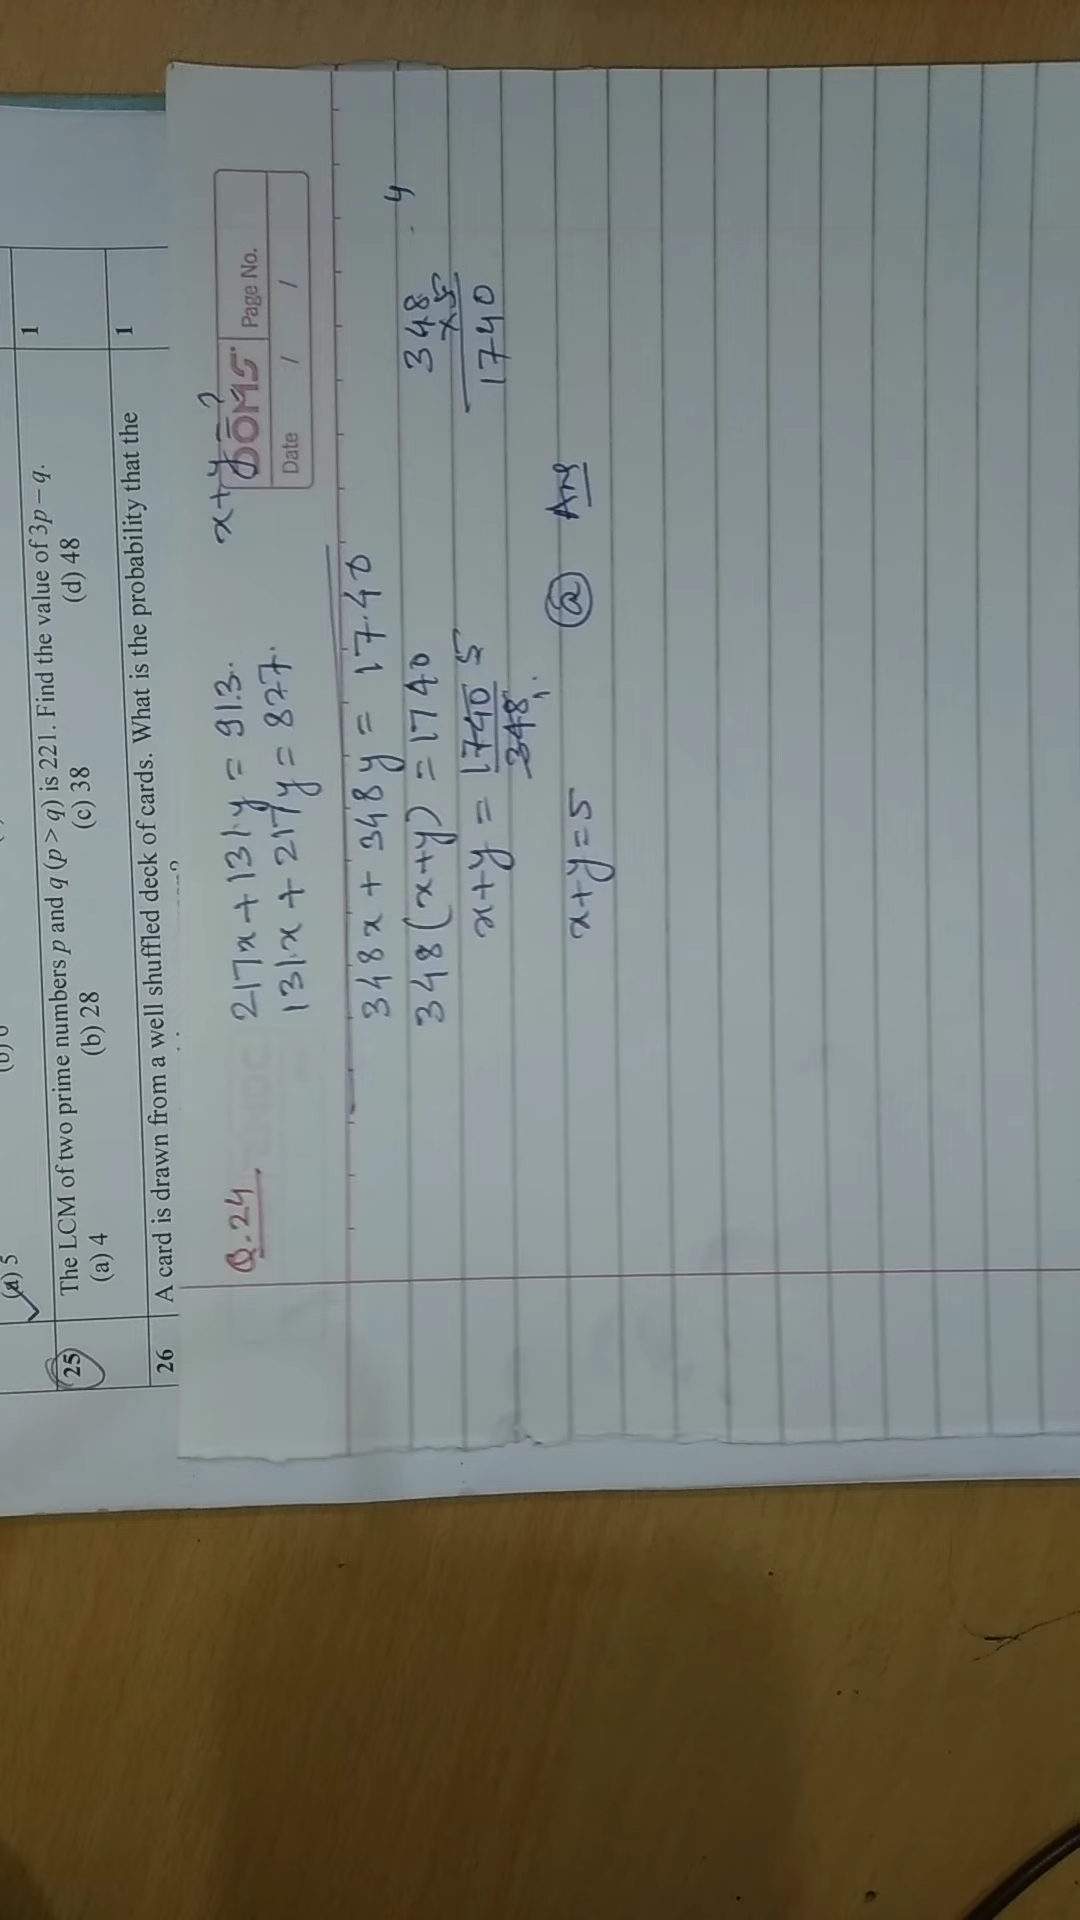 (a) 5
1
25 The LCM of two prime numbers p and q (p > q) is 221. Find the value of 3p – q.
(a) 4 (b) 28 (c) 38 (d) 48
1
26 A card is drawn from a well shuffled deck of cards. What is the probability that the
DOMS Page No.
Date / /
Q.24. 217x + 131y = 913. x+y=?
131x + 217y = 827.
348x + 348y = 1740
348(x+y) = 1740
348
x5
1740
4
x+y = 1740 5
348 1
x+y=5 (a) Ans